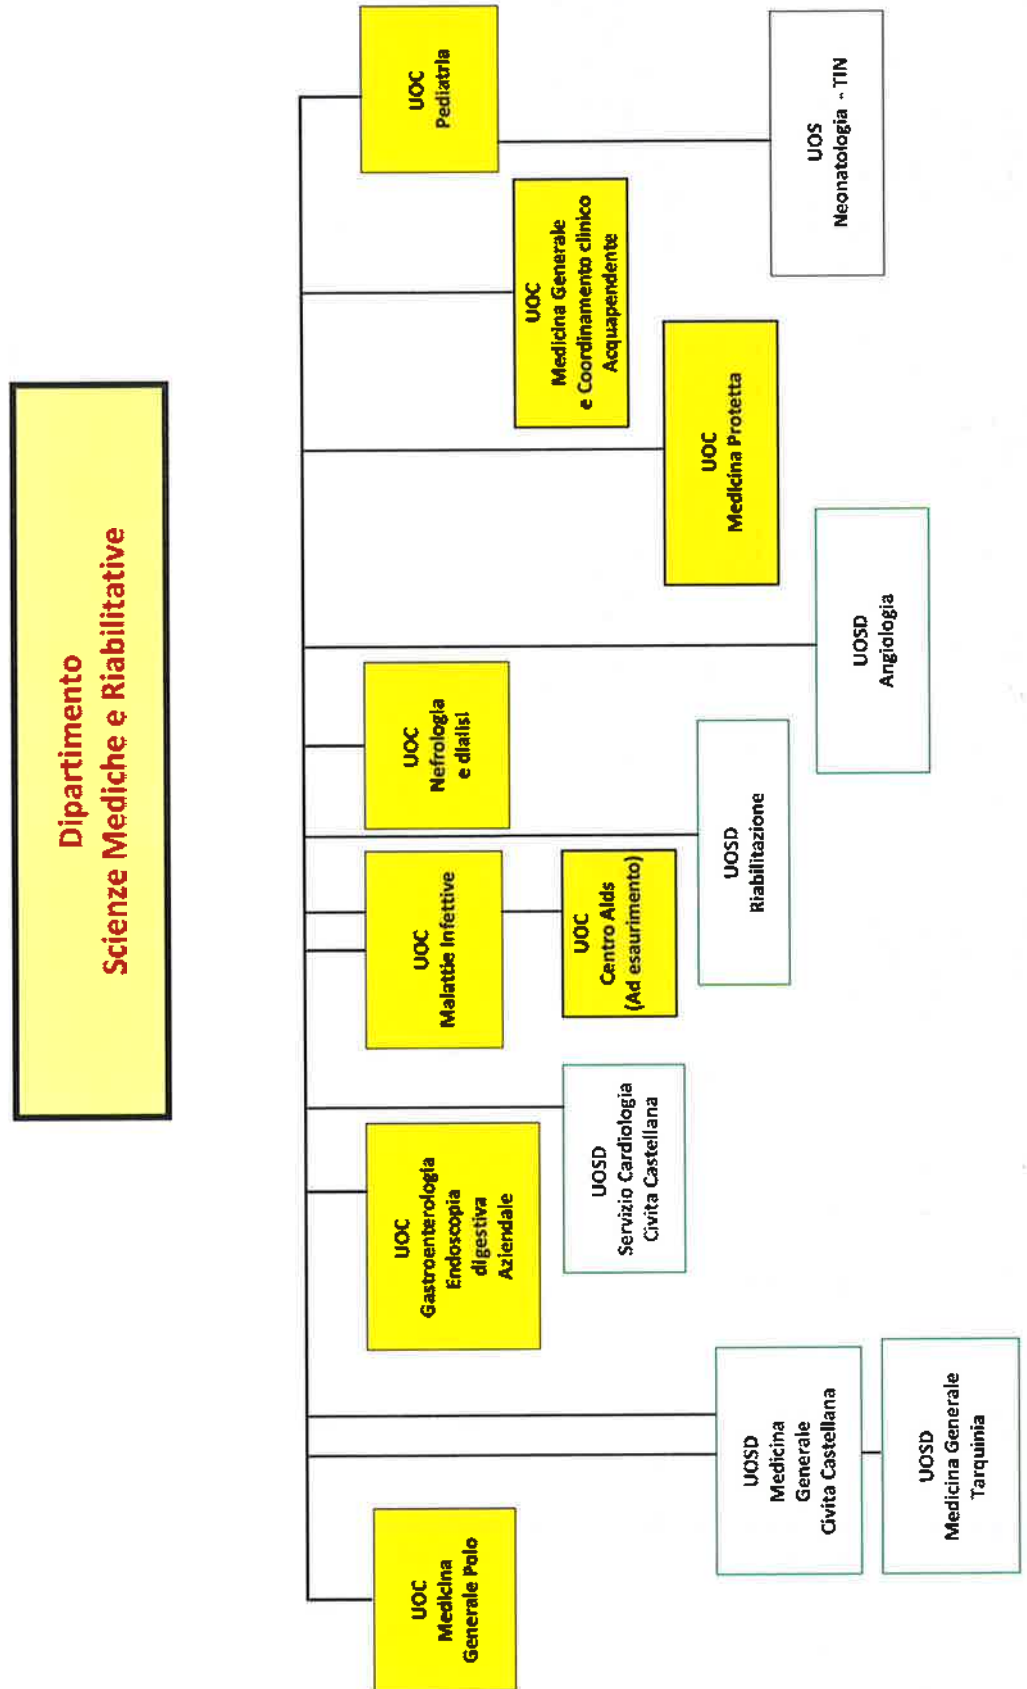 Dipartimento
Scienze Mediche e Riabilitative
UOC
Medicina
Generale Polo
UOSD
Medicina
Generale
Civita Castellana
UOSD
Medicina Generale
Tarquinia
UOC
Gastroenterologia
Endoscopia
digestiva
Aziendale
UOSD
Servizio Cardiologia
Civita Castellana
UOC
Malattie Infettive
UOC
Centro Aids
(Ad esaurimento)
UOC
Nefrologia
e dialisi
UOSD
Riabilitazione
UOSD
Angiologia
UOC
Medicina Protetta
UOC
Medicina Generale
e Coordinamento clinico
Acquapendente
UOC
Pediatria
UOS
Neonatologia - TIN